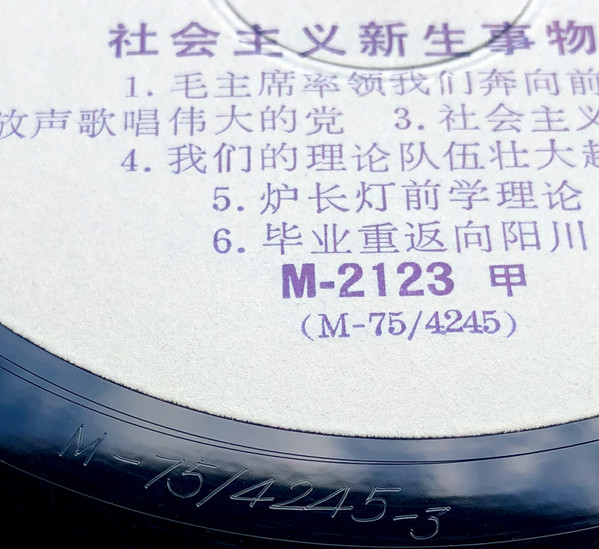 社会主义新生事物
1. 毛主席率领我们奔向前
放声歌唱伟大的党 3. 社会主义
4. 我们的理论队伍壮大起
5. 炉长灯前学理论
6. 毕业重返向阳川
M-2123 甲
(M-75/4245)
M-75/4245-3